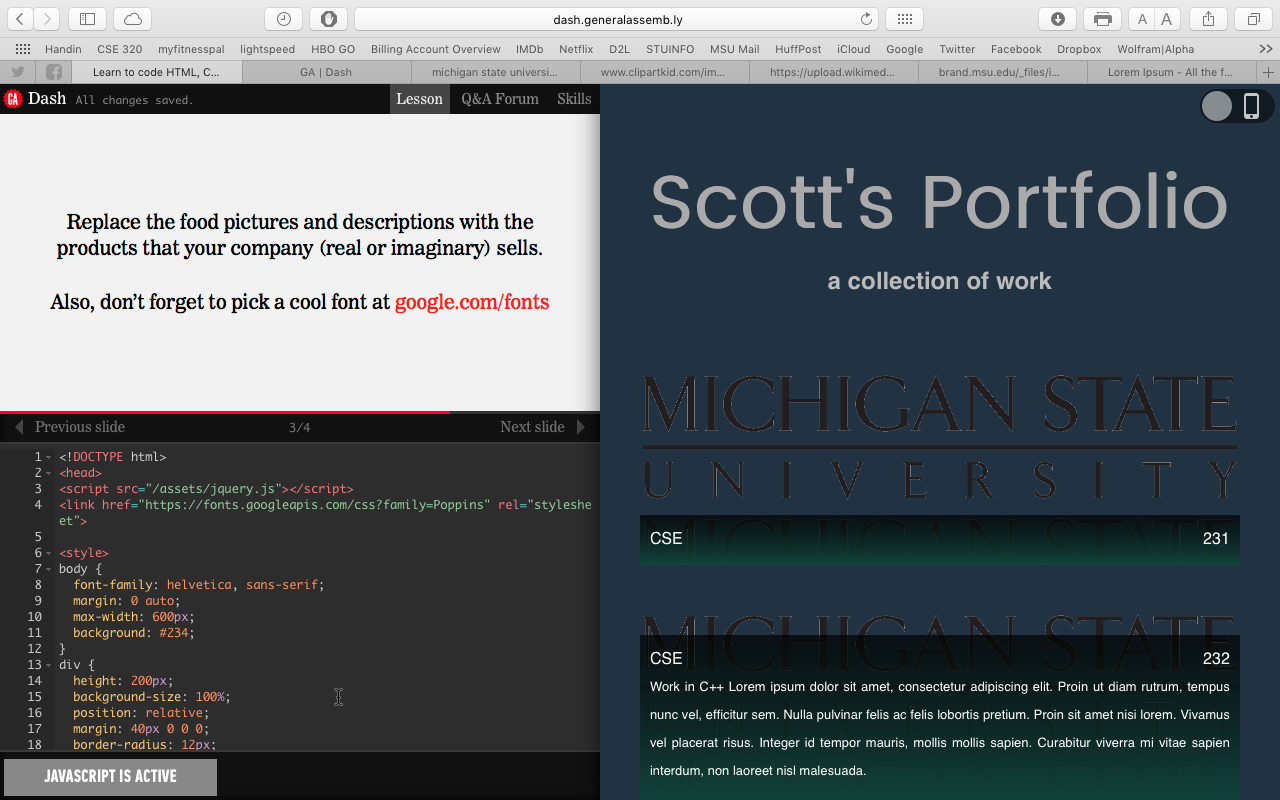 dash.generalassemb.ly
A A
Handin CSE 320 myfitnesspal lightspeed HBO GO Billing Account Overview IMDb Netflix D2L STUINFO MSU Mail HuffPost iCloud Google Twitter Facebook Dropbox Wolfram|Alpha >>
Learn to code HTML, C... GA | Dash michigan state universi... www.clipartkid.com/im... https://upload.wikimed... brand.msu.edu/_files/i... Lorem Ipsum - All the f... +
GA Dash All changes saved. Lesson Q&A Forum Skills
Replace the food pictures and descriptions with the
products that your company (real or imaginary) sells.
Also, don't forget to pick a cool font at google.com/fonts
Previous slide 3/4 Next slide
1 <!DOCTYPE html>
2 <head>
3 <script src="/assets/jquery.js"></script>
4 <link href="https://fonts.googleapis.com/css?family=Poppins" rel="styleshe
et">
5
6 <style>
7 body {
8 font-family: helvetica, sans-serif;
9 margin: 0 auto;
10 max-width: 600px;
11 background: #234;
12 }
13 div {
14 height: 200px;
15 background-size: 100%;
16 position: relative;
17 margin: 40px 0 0 0;
18 border-radius: 12px;
JAVASCRIPT IS ACTIVE
Scott's Portfolio
a collection of work
MICHIGAN STATE
UNIVERSITY
CSE 231
MICHIGAN STATE
CSE 232
Work in C++ Lorem ipsum dolor sit amet, consectetur adipiscing elit. Proin ut diam rutrum, tempus
nunc vel, efficitur sem. Nulla pulvinar felis ac felis lobortis pretium. Proin sit amet nisi lorem. Vivamus
vel placerat risus. Integer id tempor mauris, mollis mollis sapien. Curabitur viverra mi vitae sapien
interdum, non laoreet nisl malesuada.